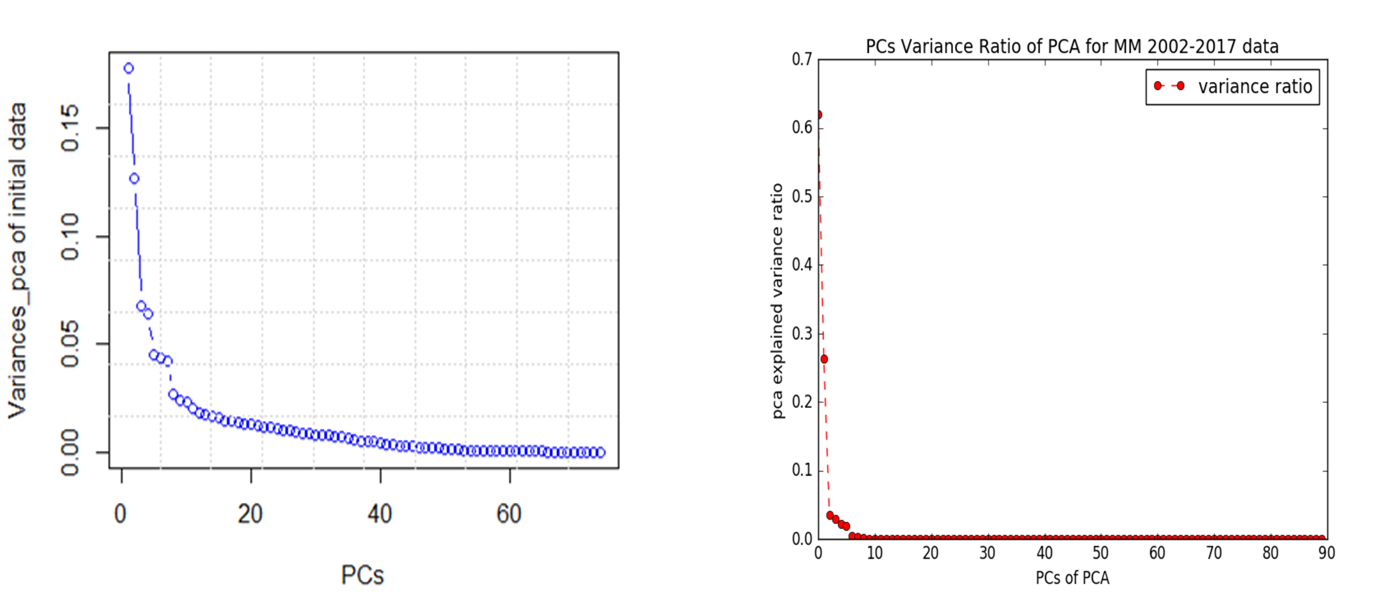 Variances_pca of initial data
0.15
0.10
0.05
0.00
0 20 40 60
PCs
PCs Variance Ratio of PCA for MM 2002-2017 data
variance ratio
pca explained variance ratio
0.7
0.6
0.5
0.4
0.3
0.2
0.1
0.0
0 10 20 30 40 50 60 70 80 90
PCs of PCA